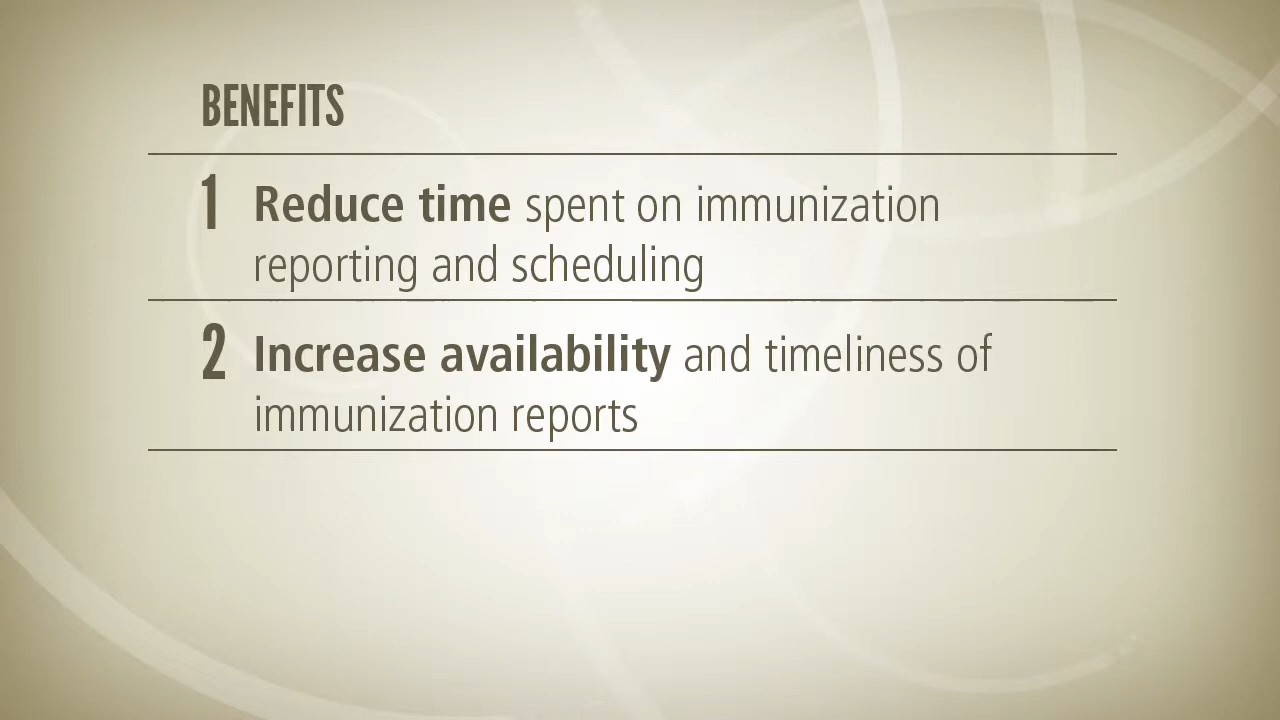 BENEFITS
1 Reduce time spent on immunization
reporting and scheduling
2 Increase availability and timeliness of
immunization reports